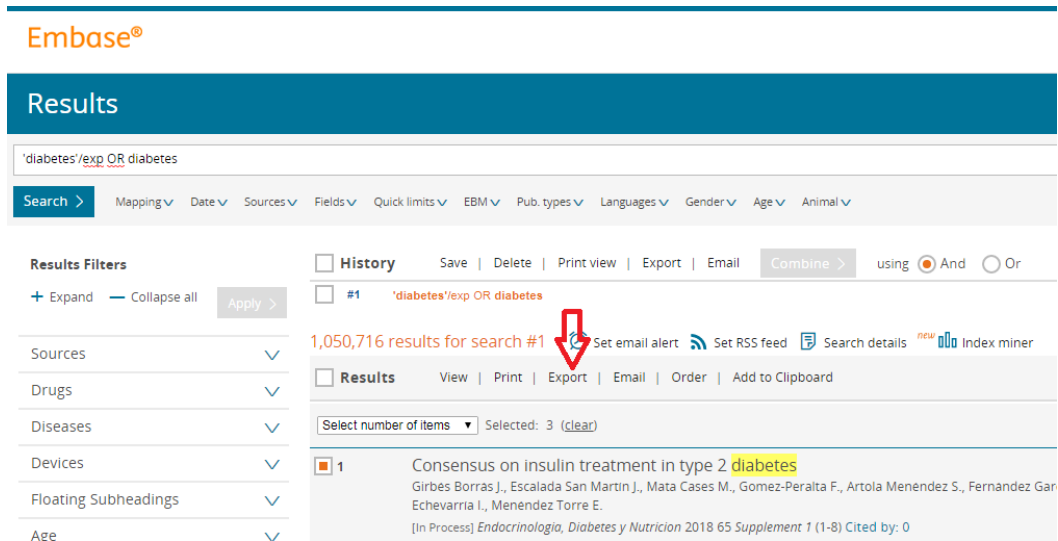 Embase®
Results
'diabetes'/exp OR diabetes
Search > Mapping Date Sources Fields Quick limits EBM Pub. types Languages Gender Age Animal
Results Filters
+ Expand — Collapse all Apply >
Sources
Drugs
Diseases
Devices
Floating Subheadings
Age
History Save | Delete | Print view | Export | Email Combine > using And Or
#1 'diabetes'/exp OR diabetes
1,050,716 results for search #1 Set email alert Set RSS feed Search details new Index miner
Results View | Print | Export | Email | Order | Add to Clipboard
Select number of items Selected: 3 (clear)
1 Consensus on insulin treatment in type 2 diabetes
Girbés Borrás J., Escalada San Martin J., Mata Cases M., Gomez-Peralta F., Artola Menendez S., Fernandez Gar
Echevarria I., Menéndez Torre E.
[In Process] Endocrinologia, Diabetes y Nutricion 2018 65 Supplement 1 (1-8) Cited by: 0